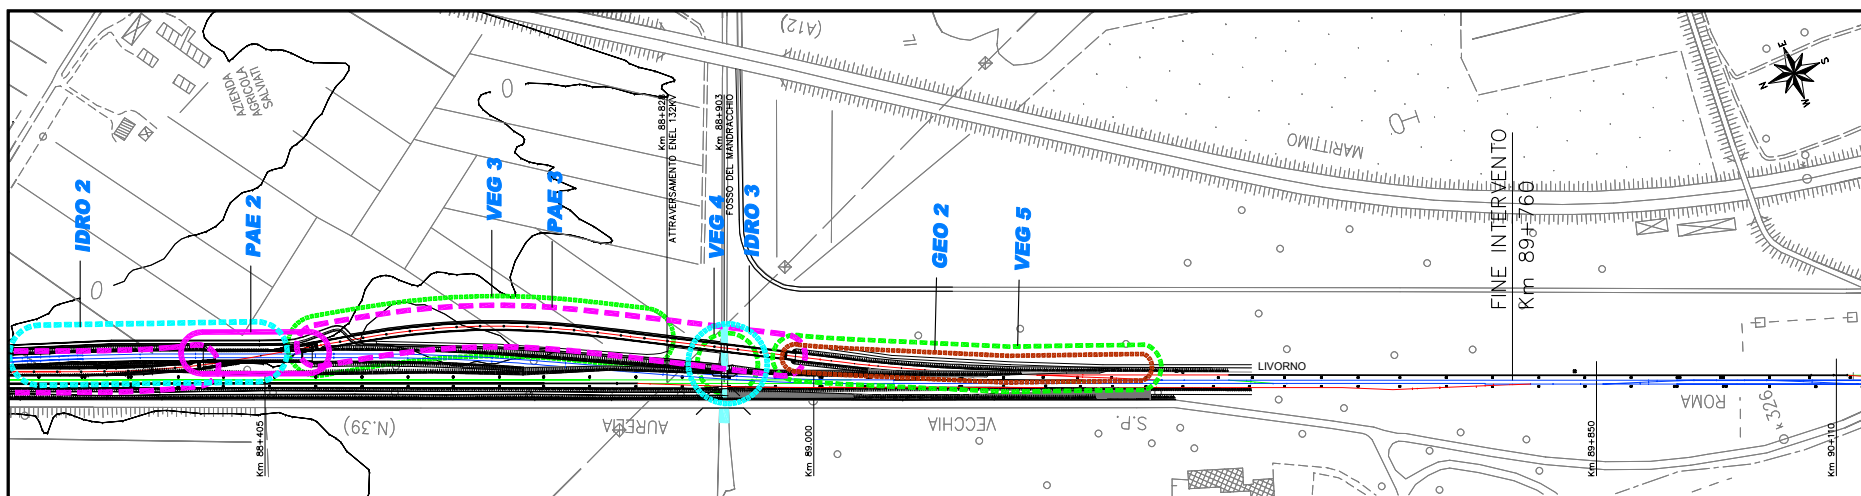 AZIENDA
AGRICOLA
SALVIATI
(A12)
Km 88+828
ATTRAVERSAMENTO ENEL 132KV
Km 88+903
FOSSO DEL MANDRACCHIO
MARITTIMO
FINE INTERVENTO
Km 89+760
N
E
S
W
IDRO 2
PAE 2
VEG 3
PAE 3
VEG 4
IDRO 3
GEO 2
VEG 5
LIVORNO
ROMA
(N.39)
AURELIA
VECCHIA
S.P.
Km 88+405
Km 89.000
Km 89+850
Km 90+110
k 326